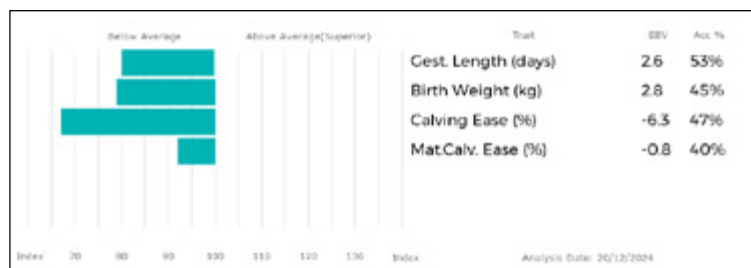 Below Average Above Average(Superior) Trait EBV Acc %
Gest. Length (days) 2.6 53%
Birth Weight (kg) 2.8 45%
Calving Ease (%) -6.3 47%
Mat.Calv. Ease (%) -0.8 40%
Index 70 80 90 100 110 120 130 Index Analysis Date: 20/12/2024